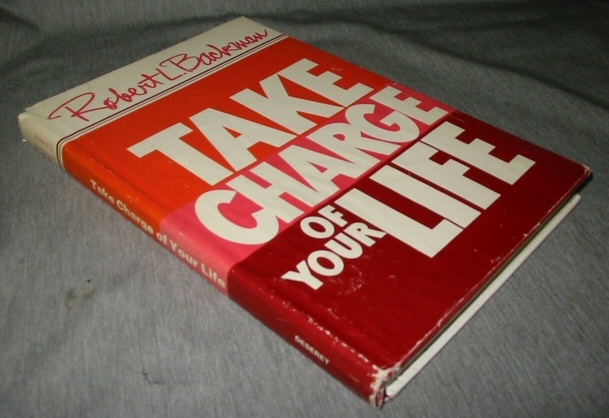 Robert L. Backman
TAKE
CHARGE
OF
YOUR
LIFE
Take Charge of Your Life
DESERET